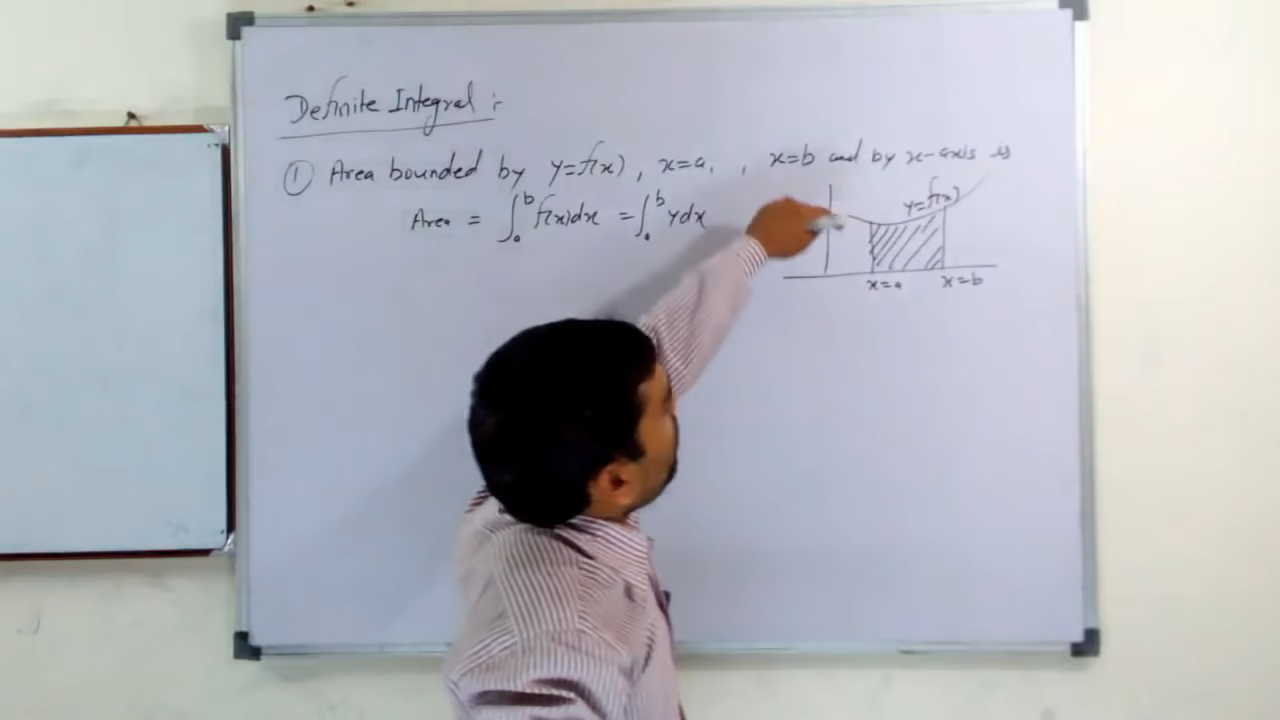 Definite Integral :-
① Area bounded by y=f(x), x=a, , x=b and by x-axis is
Area = ∫ₐᵇ f(x)dx = ∫ₐᵇ y dx
y=f(x)
x=a x=b